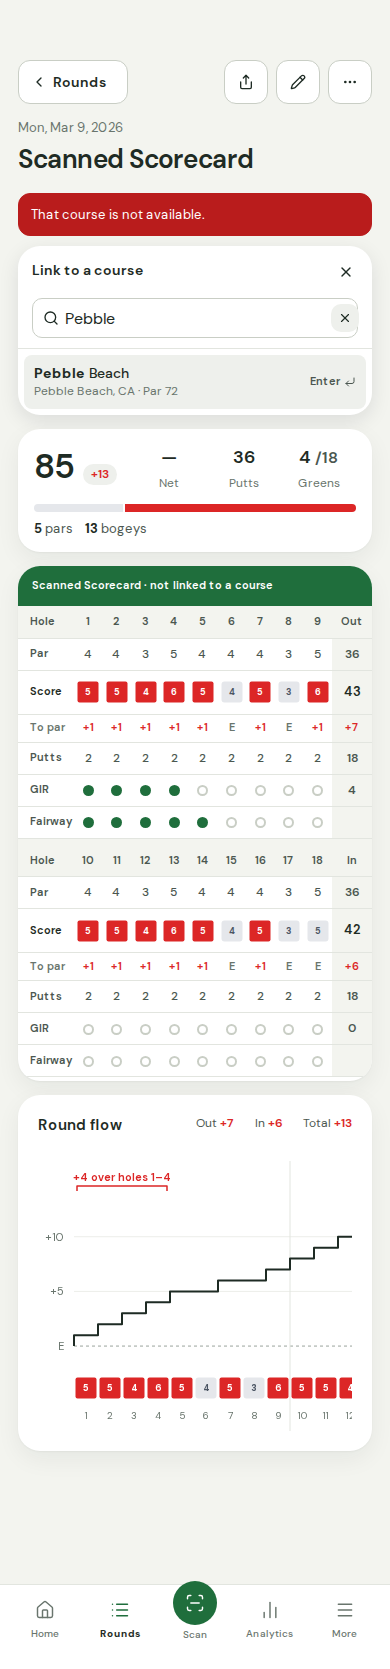 Rounds
Mon, Mar 9, 2026
Scanned Scorecard
That course is not available.
Link to a course
Pebble
Pebble Beach
Pebble Beach, CA · Par 72
Enter
85 +13
— 36 4 /18
Net Putts Greens
5 pars 13 bogeys
Scanned Scorecard · not linked to a course
Hole 1 2 3 4 5 6 7 8 9 Out
Par 4 4 3 5 4 4 4 3 5 36
Score 5 5 4 6 5 4 5 3 6 43
To par +1 +1 +1 +1 +1 E +1 E +1 +7
Putts 2 2 2 2 2 2 2 2 2 18
GIR 4
Fairway
Hole 10 11 12 13 14 15 16 17 18 In
Par 4 4 3 5 4 4 4 3 5 36
Score 5 5 4 6 5 4 5 3 5 42
To par +1 +1 +1 +1 +1 E +1 E E +6
Putts 2 2 2 2 2 2 2 2 2 18
GIR 0
Fairway
Round flow Out +7 In +6 Total +13
+4 over holes 1–4
+10
+5
E
5 5 4 6 5 4 5 3 6 5 5 4
1 2 3 4 5 6 7 8 9 10 11 12
Home Rounds Scan Analytics More